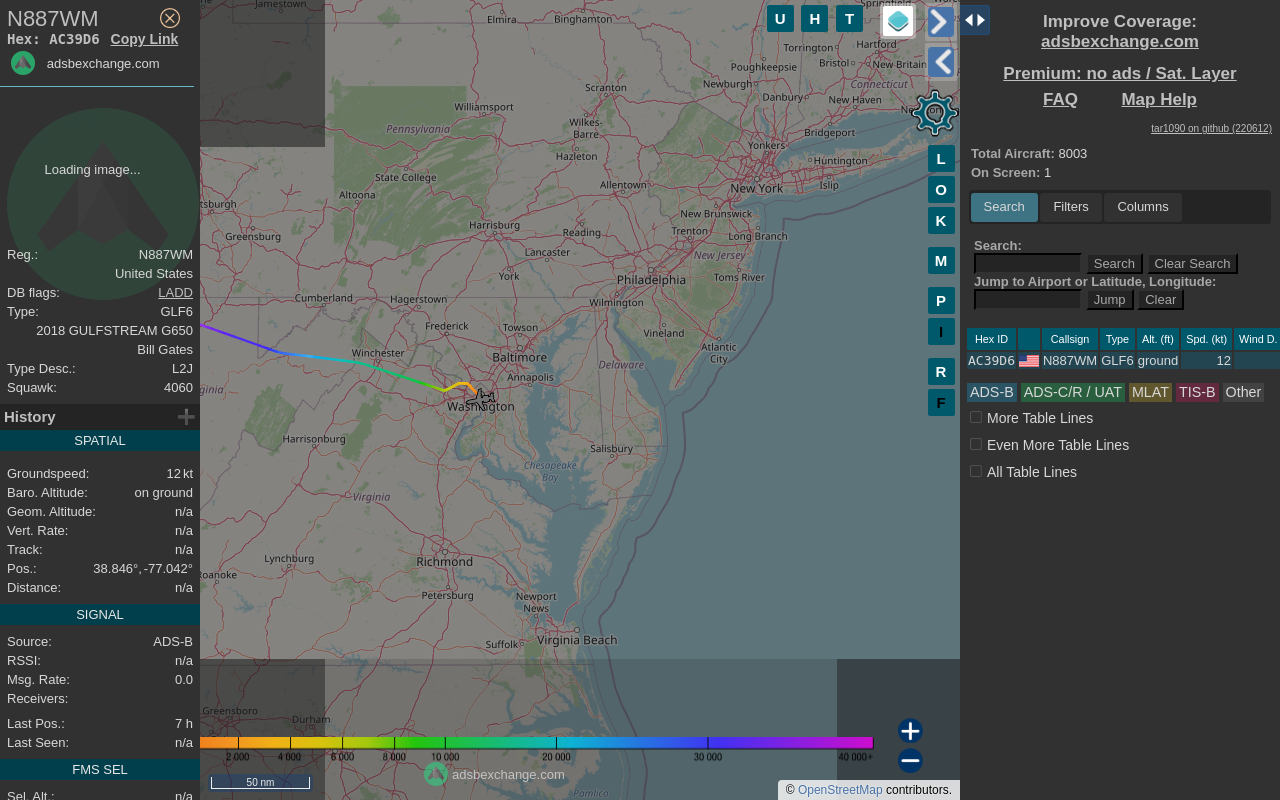 N887WM
Hex: AC39D6 Copy Link
adsbexchange.com
Loading image...
Reg.: N887WM
United States
DB flags: LADD
Type: GLF6
2018 GULFSTREAM G650
Bill Gates
Type Desc.: L2J
Squawk: 4060
History
SPATIAL
Groundspeed: 12 kt
Baro. Altitude: on ground
Geom. Altitude: n/a
Vert. Rate: n/a
Track: n/a
Pos.: 38.846°, -77.042°
Distance: n/a
SIGNAL
Source: ADS-B
RSSI: n/a
Msg. Rate: 0.0
Receivers:
Last Pos.: 7 h
Last Seen: n/a
FMS SEL
Sel. Alt.: n/a
U H T
L
O
K
M
P
I
R
F
Jamestown
Elmira
Binghamton
Springfield
Torrington
Hartford
Poughkeepsie
Bristol
New Britain
Scranton
Newburgh
Connecticut
Williamsport
Danbury
New Haven
Wilkes-
Barre
Pennsylvania
Bridgeport
Yonkers
Hazleton
Huntington
State College
Allentown
New York
Islip
Altoona
New Brunswick
tsburgh
Harrisburg
Reading
Trenton
Long Branch
Greensburg
Lancaster
New Jersey
York
Philadelphia
Toms River
Cumberland
Hagerstown
Wilmington
Frederick
Towson
Vineland
Winchester
Baltimore
Atlantic
City
Annapolis
Delaware
ginia
Washington
Harrisonburg
Salisbury
Chesapeake
Bay
Virginia
Lynchburg
Richmond
Roanoke
Petersburg
Newport
News
Suffolk
Virginia Beach
Greensboro
Durham
Pamlico
2 000 4 000 6 000 8 000 10 000 20 000 30 000 40 000+
adsbexchange.com
50 nm
© OpenStreetMap contributors.
Improve Coverage:
adsbexchange.com
Premium: no ads / Sat. Layer
FAQ Map Help
tar1090 on github (220612)
Total Aircraft: 8003
On Screen: 1
Search Filters Columns
Search:
Search Clear Search
Jump to Airport or Latitude, Longitude:
Jump Clear
Hex ID Callsign Type Alt. (ft) Spd. (kt) Wind D.
AC39D6 N887WM GLF6 ground 12
ADS-B ADS-C/R / UAT MLAT TIS-B Other
More Table Lines
Even More Table Lines
All Table Lines